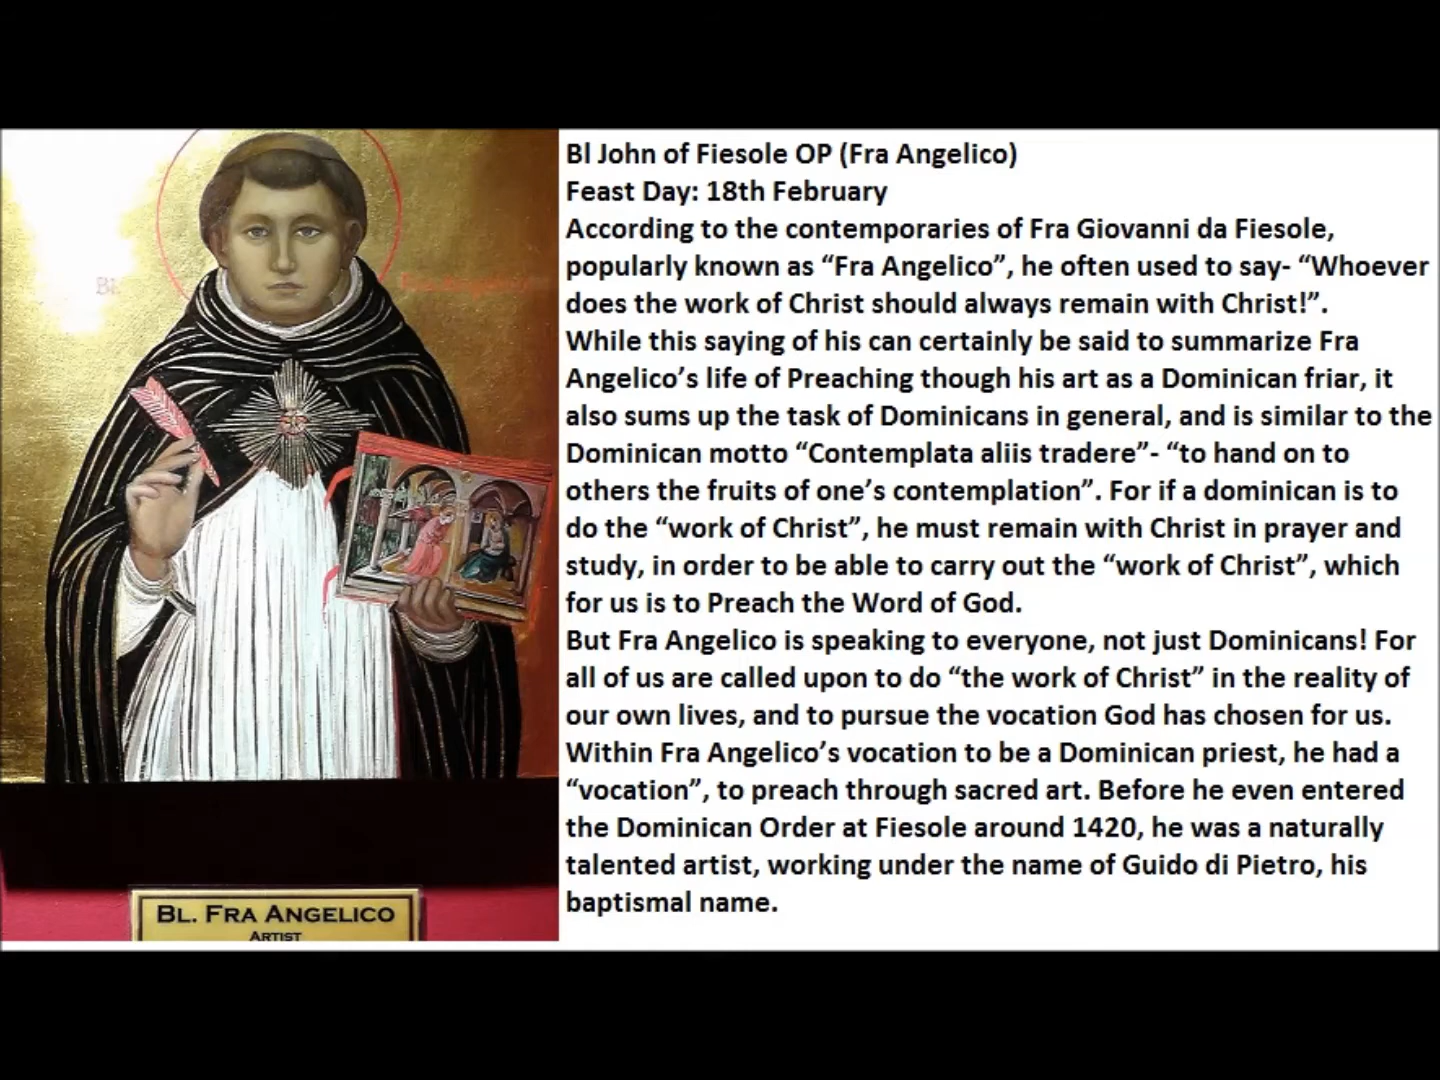 Bl John of Fiesole OP (Fra Angelico)
Feast Day: 18th February
According to the contemporaries of Fra Giovanni da Fiesole,
popularly known as “Fra Angelico”, he often used to say- “Whoever
does the work of Christ should always remain with Christ!”.
While this saying of his can certainly be said to summarize Fra
Angelico’s life of Preaching though his art as a Dominican friar, it
also sums up the task of Dominicans in general, and is similar to the
Dominican motto “Contemplata aliis tradere”- “to hand on to
others the fruits of one’s contemplation”. For if a dominican is to
do the “work of Christ”, he must remain with Christ in prayer and
study, in order to be able to carry out the “work of Christ”, which
for us is to Preach the Word of God.
But Fra Angelico is speaking to everyone, not just Dominicans! For
all of us are called upon to do “the work of Christ” in the reality of
our own lives, and to pursue the vocation God has chosen for us.
Within Fra Angelico’s vocation to be a Dominican priest, he had a
“vocation”, to preach through sacred art. Before he even entered
the Dominican Order at Fiesole around 1420, he was a naturally
talented artist, working under the name of Guido di Pietro, his
baptismal name.
Bl. Fra Angelico
BL. FRA ANGELICO
ARTIST